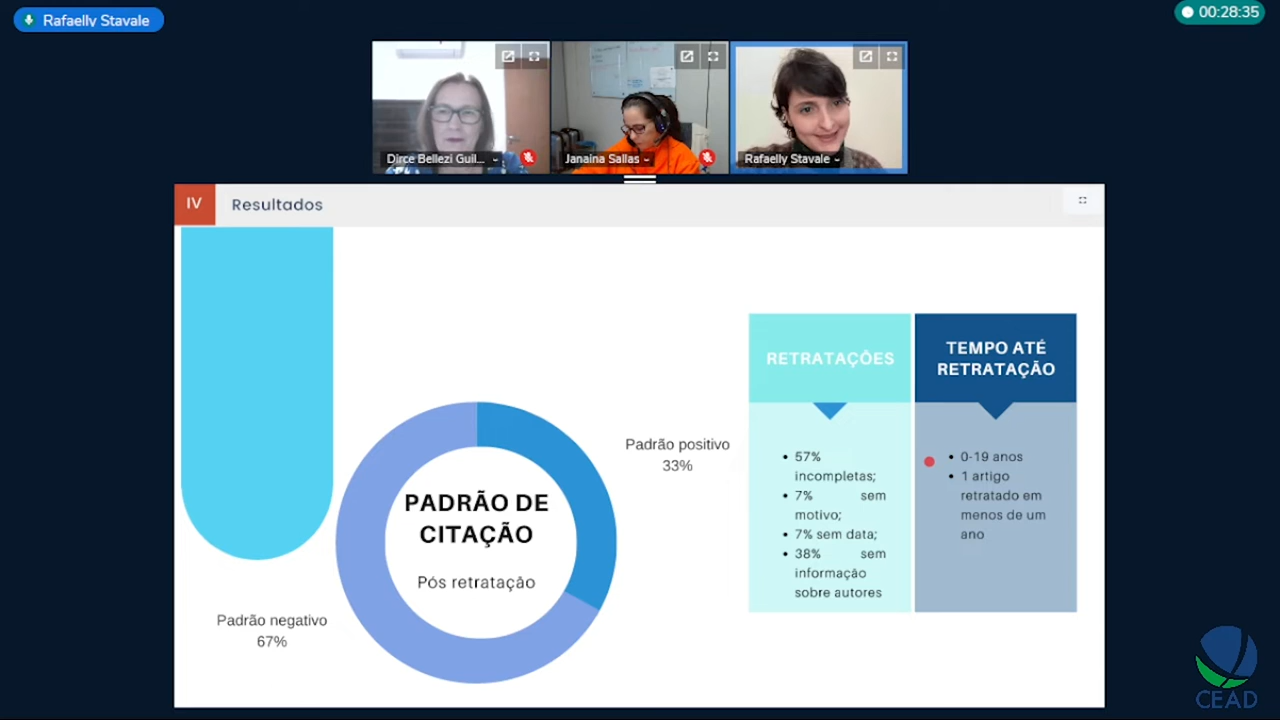 Rafaelly Stavale
00:28:35
Dirce Bellezi Guil...
Janaina Sallas
Rafaelly Stavale
IV
Resultados
PADRÃO DE
CITAÇÃO
Pós retratação
Padrão positivo
33%
Padrão negativo
67%
RETRATAÇÕES
• 57%
incompletas;
• 7% sem
motivo;
• 7% sem data;
• 38% sem
informação
sobre autores
TEMPO ATÉ
RETRATAÇÃO
• 0-19 anos
• 1 artigo
retratado em
menos de um
ano
CEAD